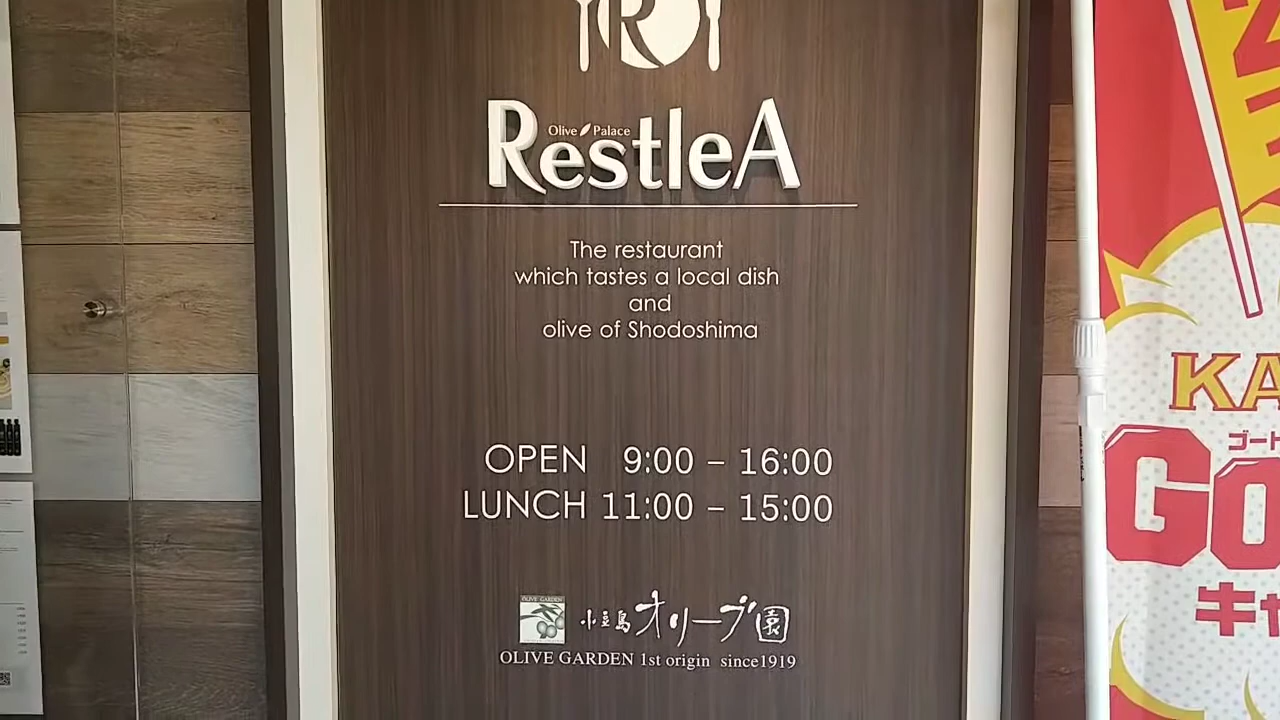 R
Olive Palace
RestleA
The restaurant
which tastes a local dish
and
olive of Shodoshima
OPEN 9:00 – 16:00
LUNCH 11:00 – 15:00
OLIVE GARDEN
小豆島オリーブ園
OLIVE GARDEN 1st origin since1919
KA
ゴー
GO
キャ